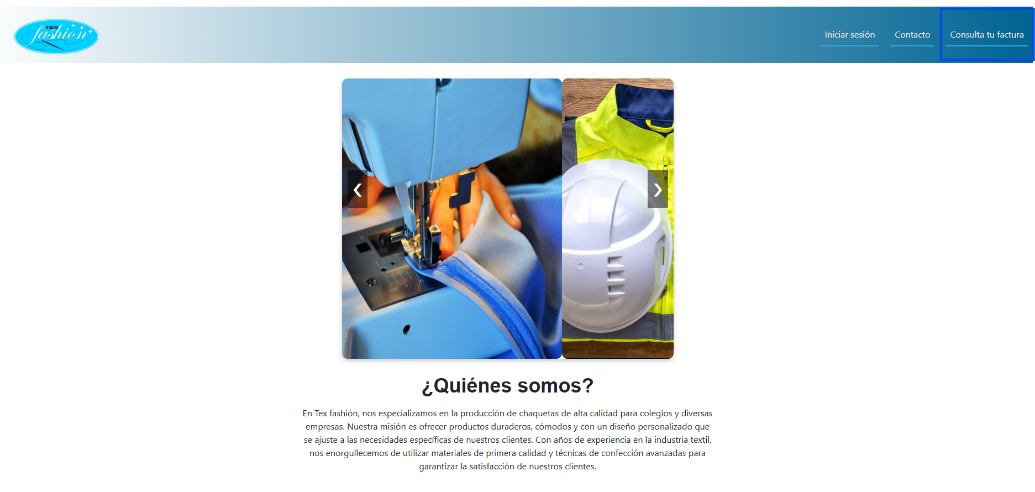 TEX
fashion
Iniciar sesión
Contacto
Consulta tu factura
¿Quiénes somos?
En Tex fashión, nos especializamos en la producción de chaquetas de alta calidad para colegios y diversas
empresas. Nuestra misión es ofrecer productos duraderos, cómodos y con un diseño personalizado que
se ajuste a las necesidades específicas de nuestros clientes. Con años de experiencia en la industria textil,
nos enorgullecemos de utilizar materiales de primera calidad y técnicas de confección avanzadas para
garantizar la satisfacción de nuestros clientes.